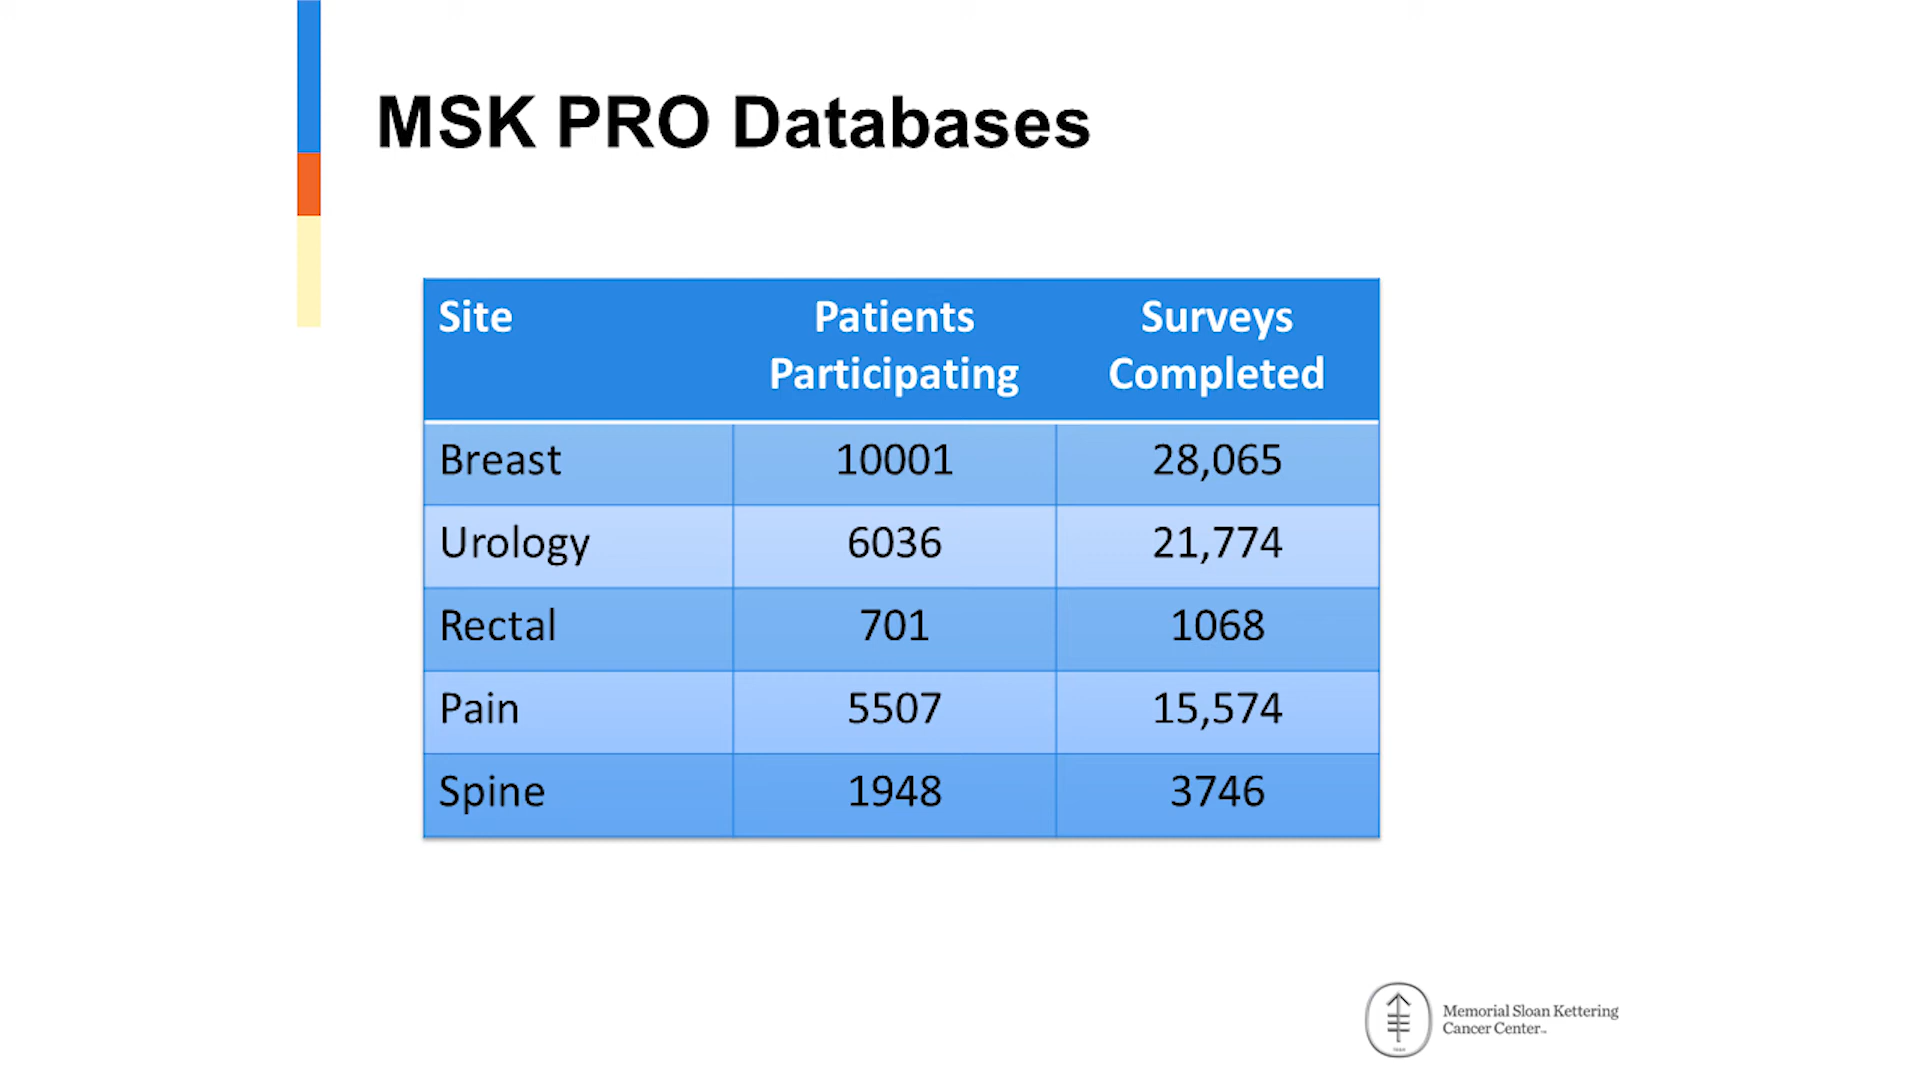 MSK PRO Databases
Site Patients Participating Surveys Completed
Breast 10001 28,065
Urology 6036 21,774
Rectal 701 1068
Pain 5507 15,574
Spine 1948 3746
Memorial Sloan Kettering
Cancer Center